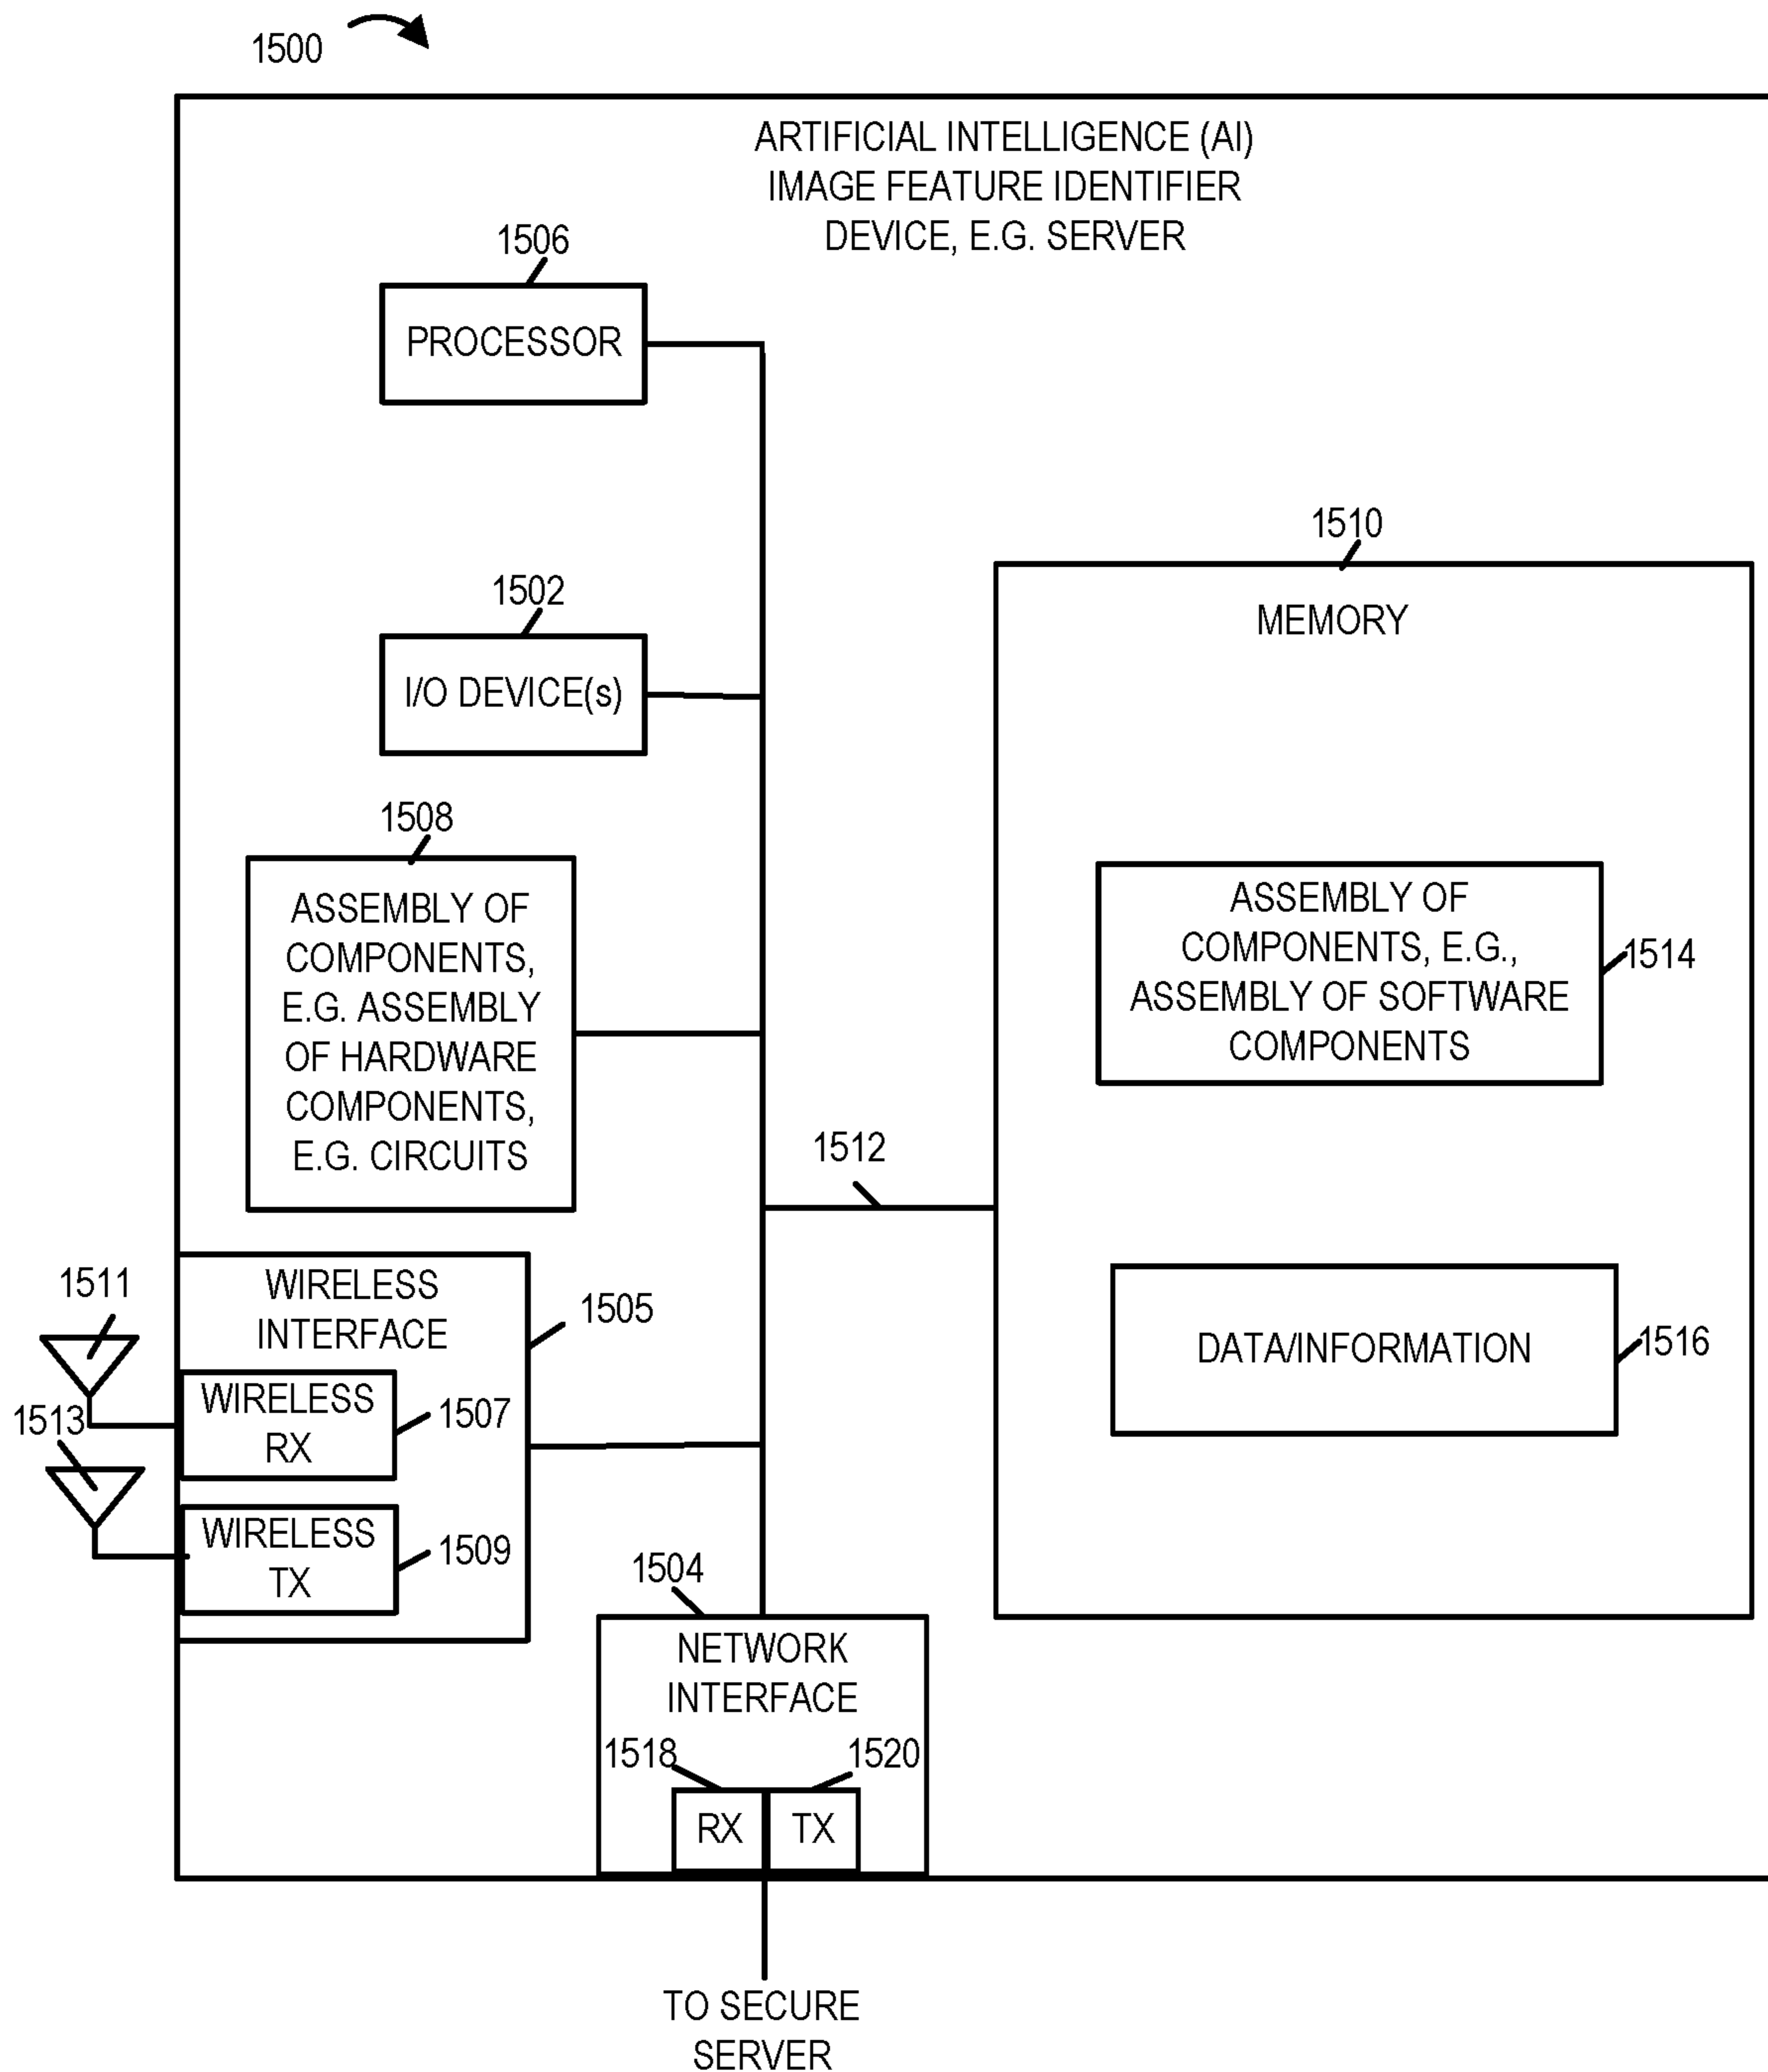 1500
ARTIFICIAL INTELLIGENCE (AI)
IMAGE FEATURE IDENTIFIER
DEVICE, E.G. SERVER
1506
PROCESSOR
1502
I/O DEVICE(s)
1508
ASSEMBLY OF
COMPONENTS,
E.G. ASSEMBLY
OF HARDWARE
COMPONENTS,
E.G. CIRCUITS
1510
MEMORY
ASSEMBLY OF
COMPONENTS, E.G.,
ASSEMBLY OF SOFTWARE
COMPONENTS
1514
1512
DATA/INFORMATION
1516
1511
WIRELESS
INTERFACE
1505
WIRELESS
RX
1507
1513
WIRELESS
TX
1509
1504
NETWORK
INTERFACE
1518
1520
RX
TX
TO SECURE
SERVER